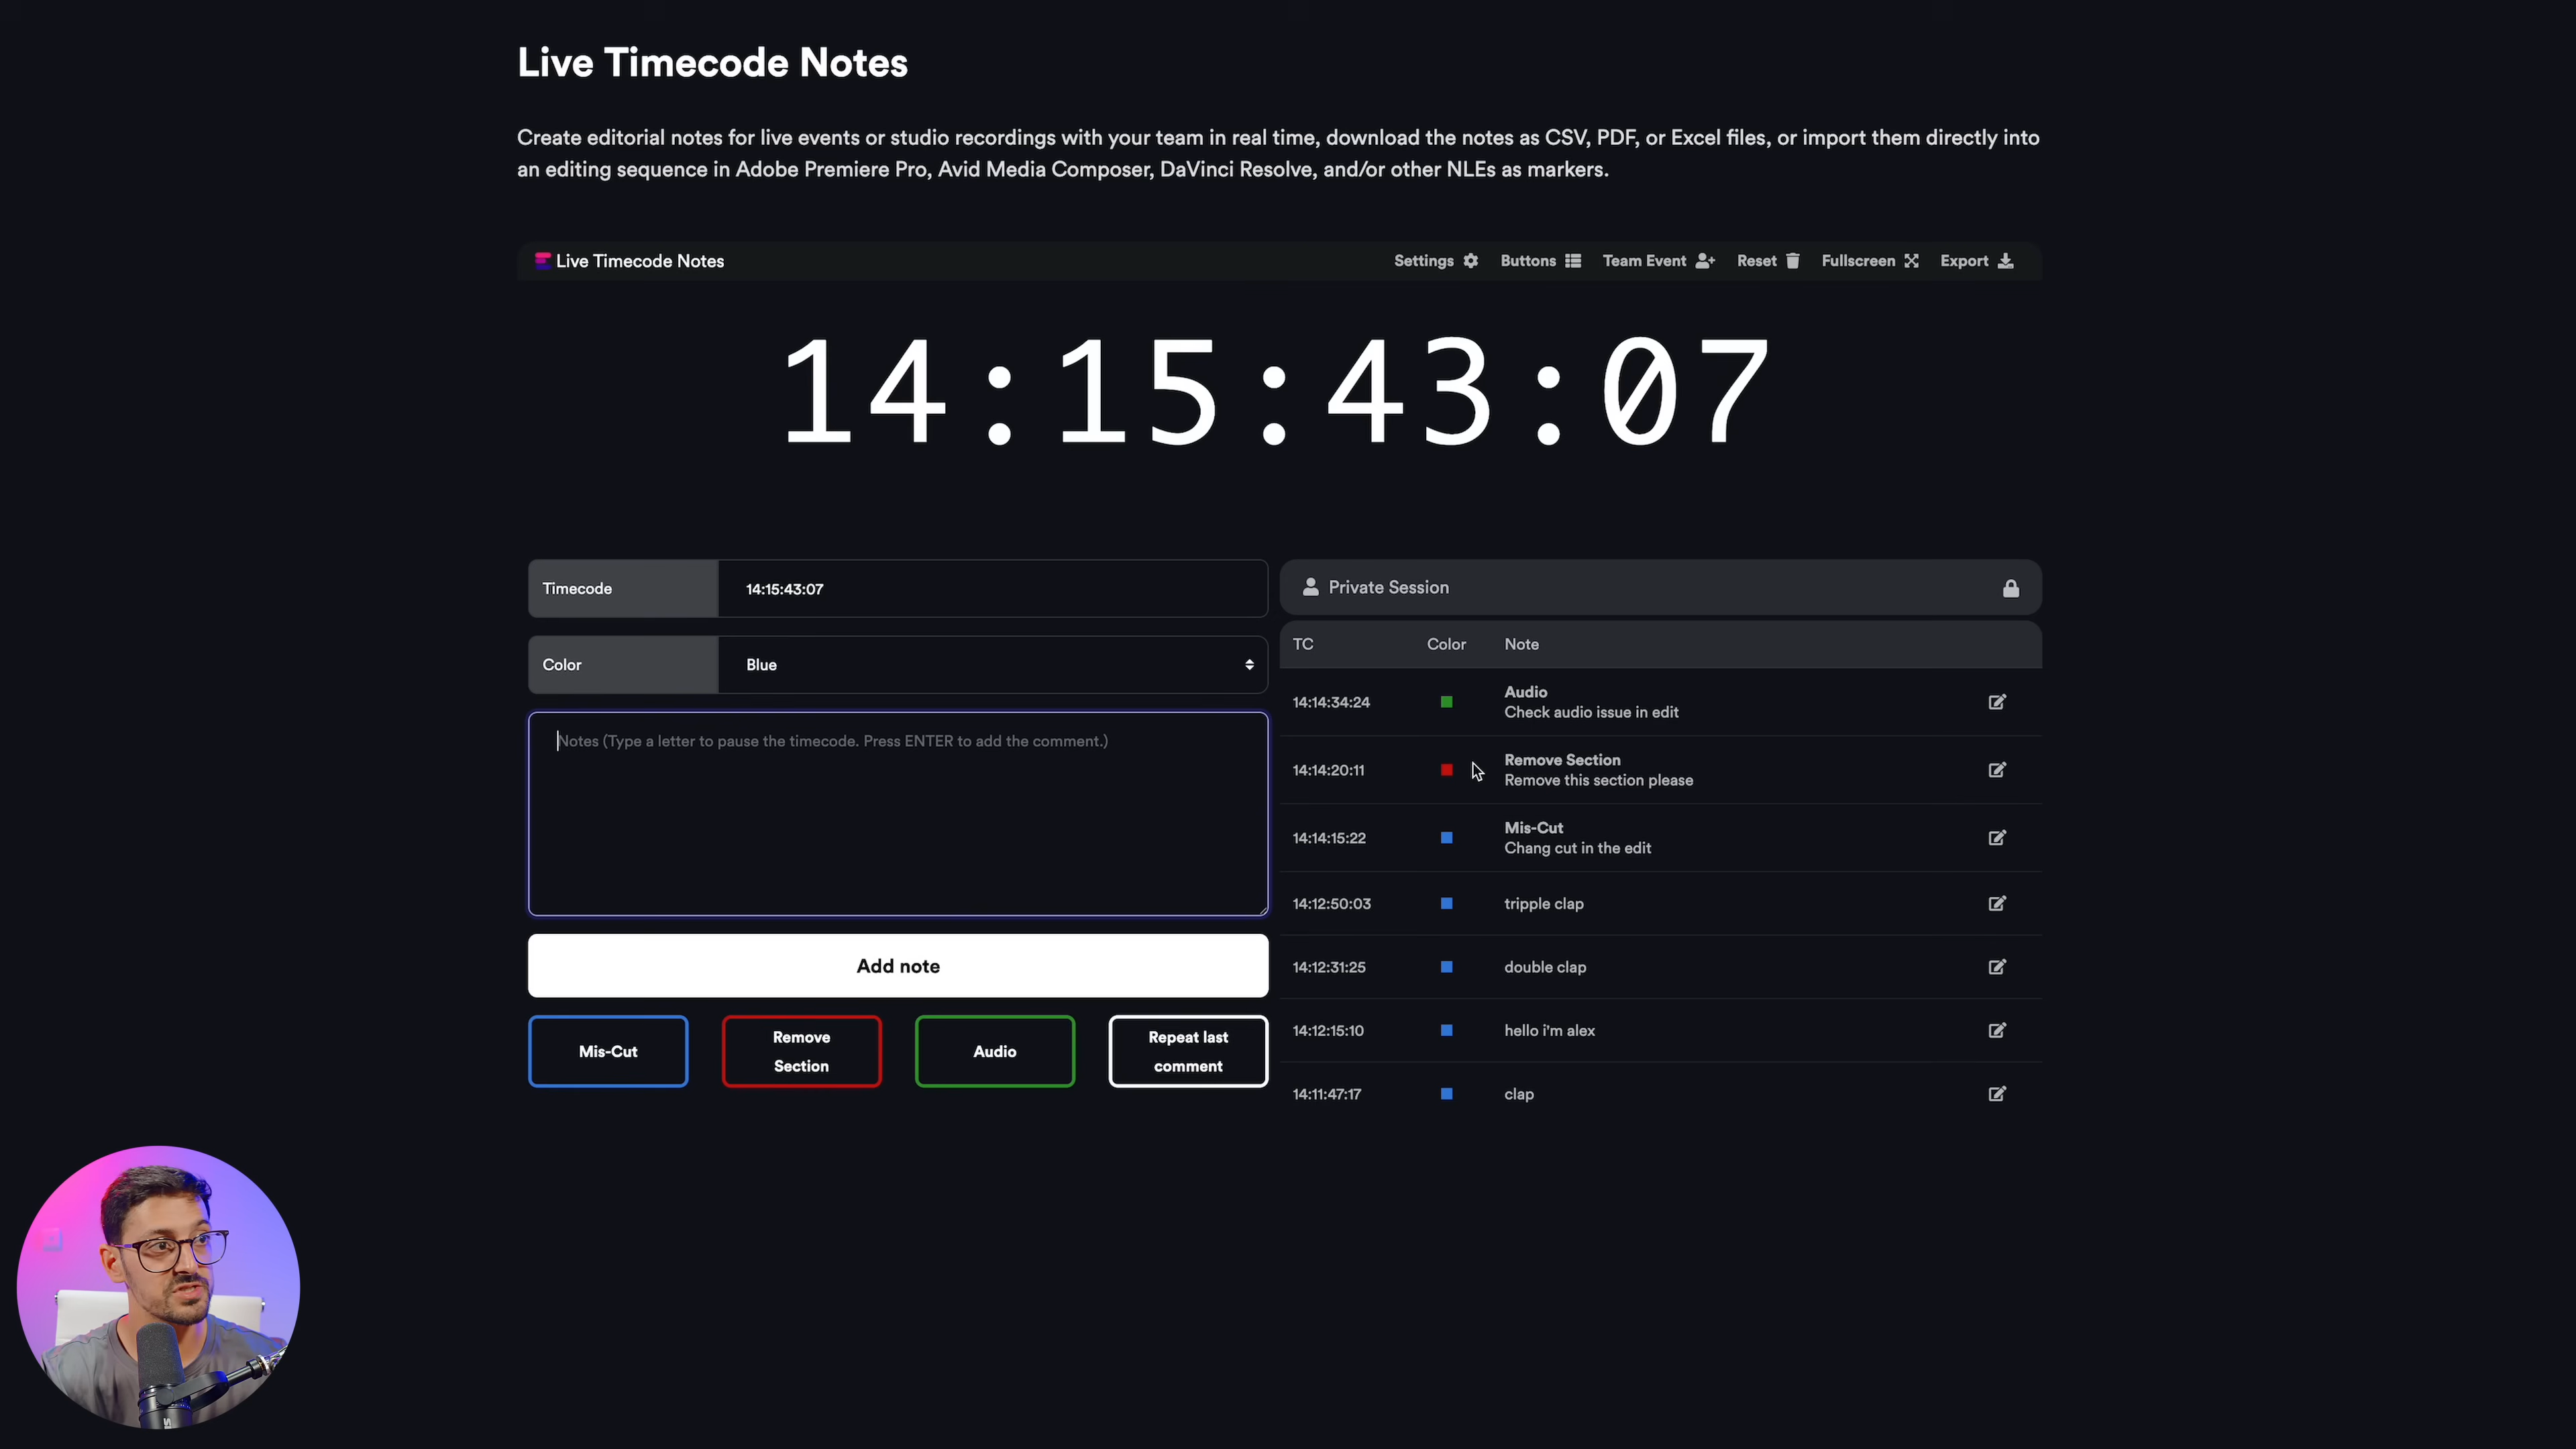 Live Timecode Notes
Create editorial notes for live events or studio recordings with your team in real time, download the notes as CSV, PDF, or Excel files, or import them directly into
an editing sequence in Adobe Premiere Pro, Avid Media Composer, DaVinci Resolve, and/or other NLEs as markers.
Live Timecode Notes
Settings Buttons Team Event Reset Fullscreen Export
14:15:43:07
Timecode 14:15:43:07
Color Blue
Notes (Type a letter to pause the timecode. Press ENTER to add the comment.)
Add note
Mis-Cut
Remove
Section
Audio
Repeat last
comment
Private Session
TC Color Note
14:14:34:24 Audio
Check audio issue in edit
14:14:20:11 Remove Section
Remove this section please
14:14:15:22 Mis-Cut
Chang cut in the edit
14:12:50:03 tripple clap
14:12:31:25 double clap
14:12:15:10 hello i'm alex
14:11:47:17 clap